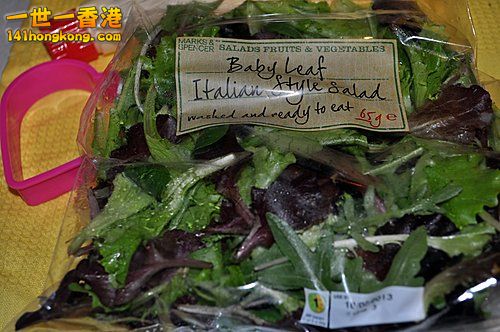 一世一香港
141hongkong.com
MARKS &
SPENCER
SALADS FRUITS & VEGETABLES
Baby Leaf
Italian Style Salad
washed and ready to eat
65g e
1